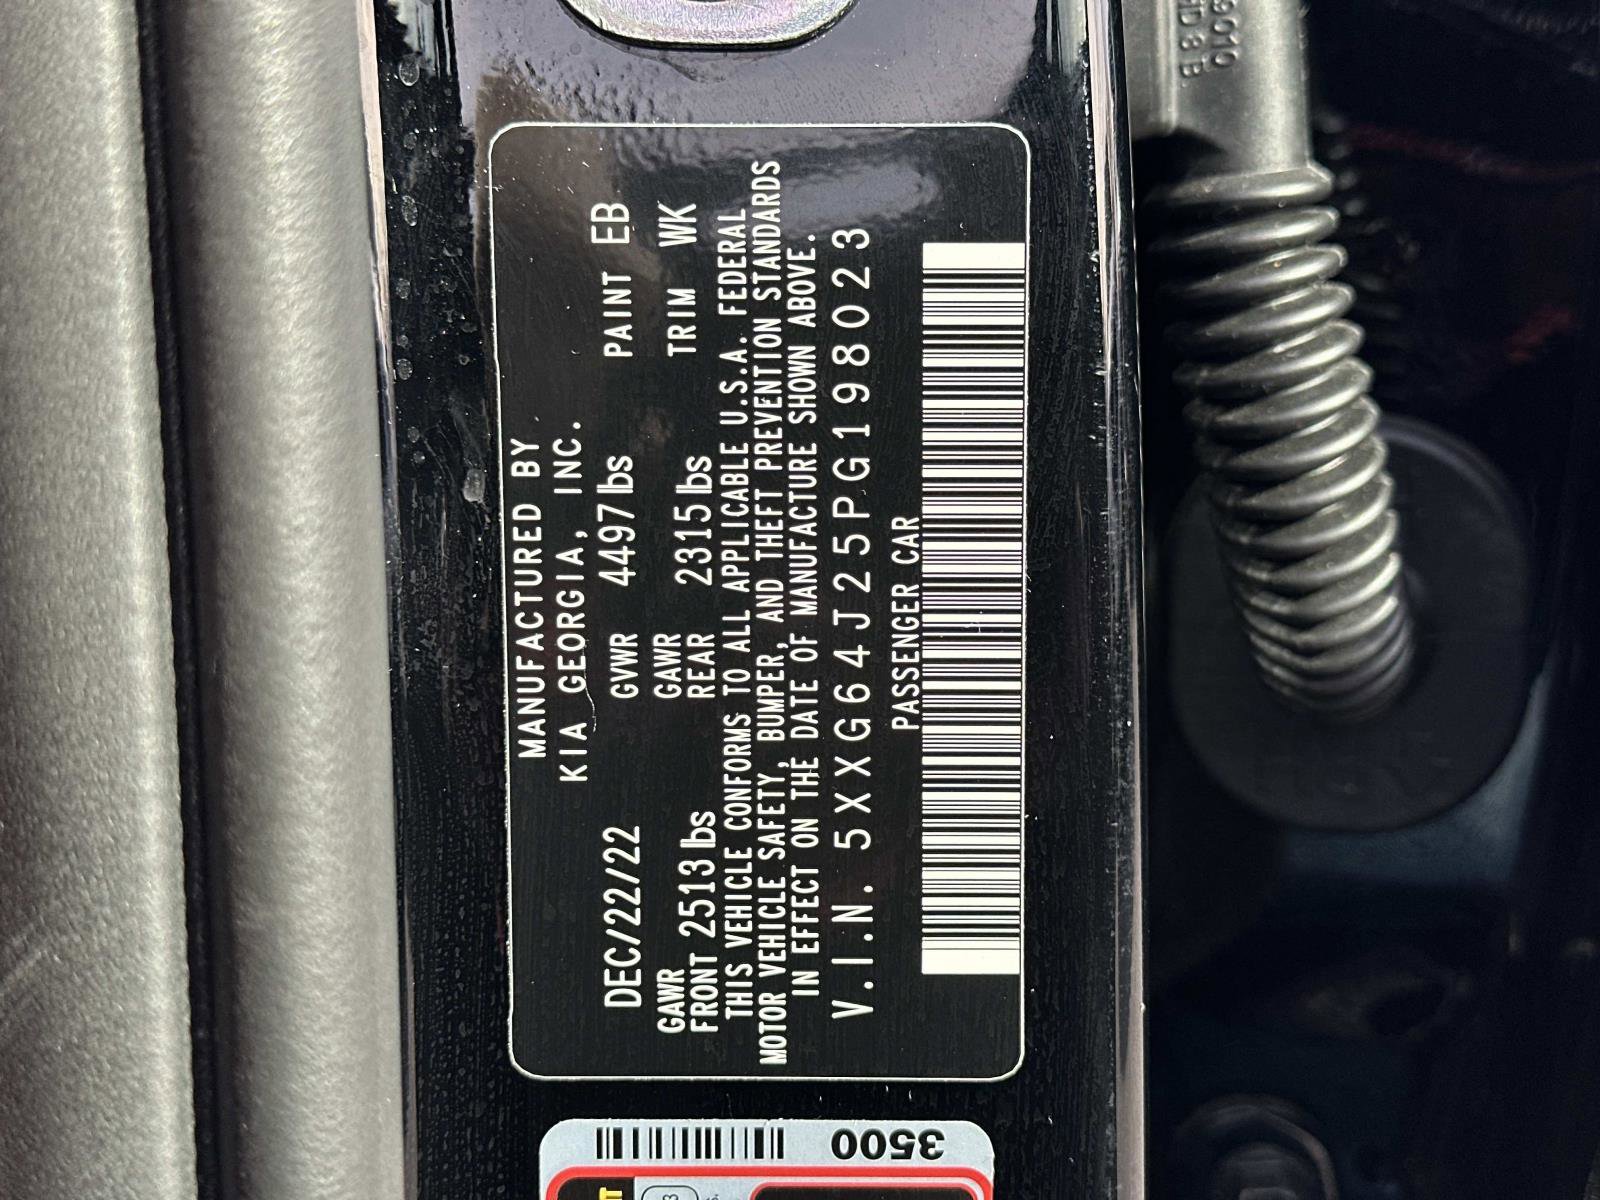 MANUFACTURED BY
KIA GEORGIA, INC.
DEC/22/22 GVWR 4497 lbs PAINT EB
GAWR FRONT 2513 lbs GAWR REAR 2315 lbs TRIM WK
THIS VEHICLE CONFORMS TO ALL APPLICABLE U.S.A. FEDERAL
MOTOR VEHICLE SAFETY, BUMPER, AND THEFT PREVENTION STANDARDS
IN EFFECT ON THE DATE OF MANUFACTURE SHOWN ABOVE.
V.I.N. 5XXG64J25PG198023
PASSENGER CAR
3500